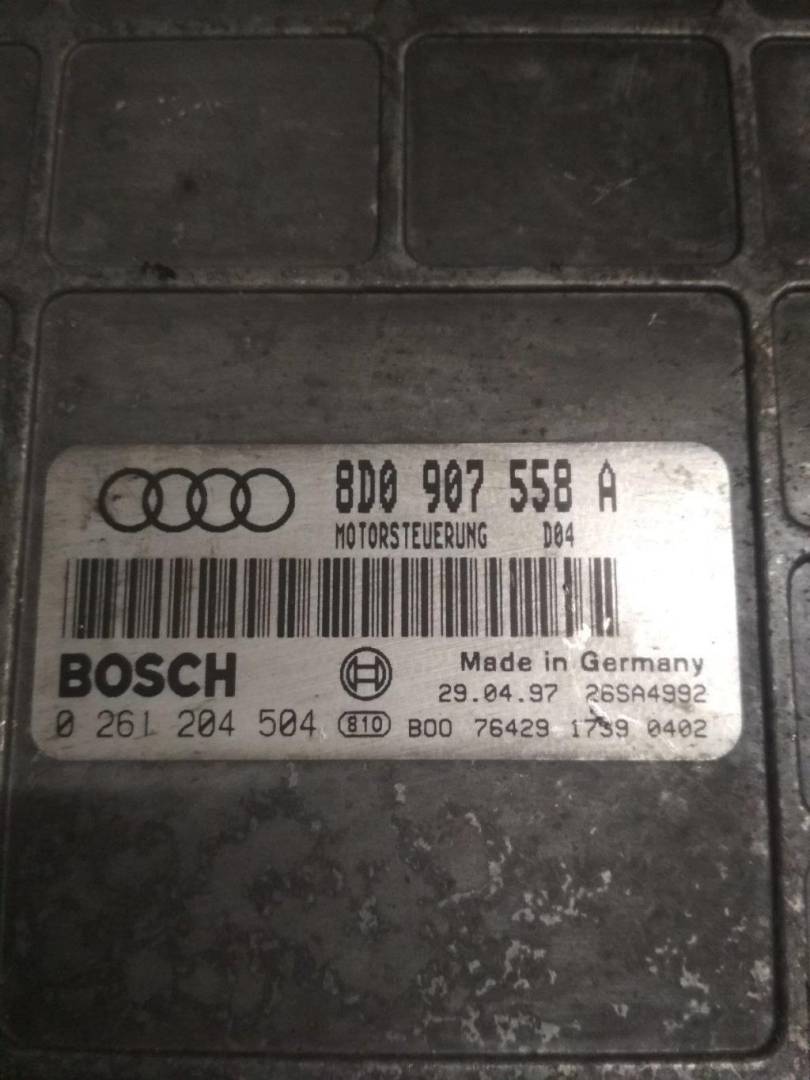 8D0 907 558 A
MOTORSTEUERUNG D04
BOSCH
Made in Germany
29.04.97 26SA4992
0 261 204 504 810 B00 76429 1739 0402